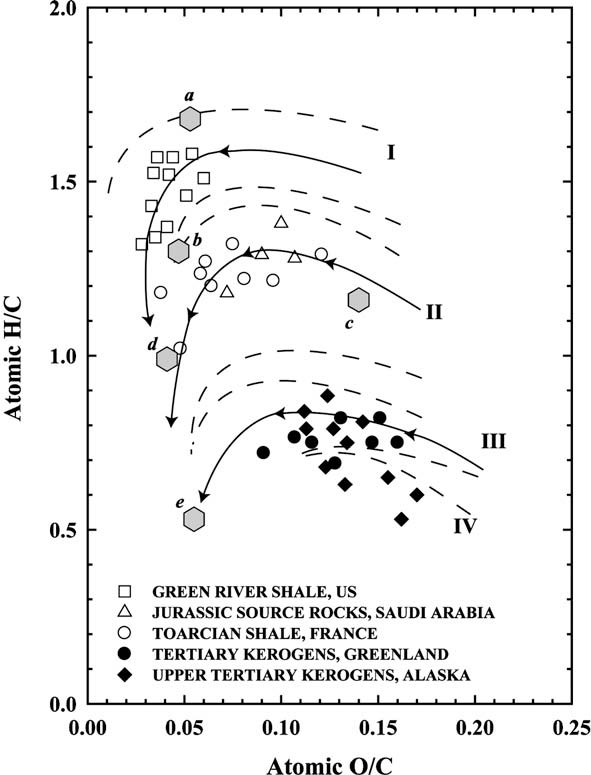 2.0
a
I
1.5
b
II
c
d
1.0
III
e
IV
0.5
GREEN RIVER SHALE, US
JURASSIC SOURCE ROCKS, SAUDI ARABIA
TOARCIAN SHALE, FRANCE
TERTIARY KEROGENS, GREENLAND
UPPER TERTIARY KEROGENS, ALASKA
0.0
0.00 0.05 0.10 0.15 0.20 0.25
Atomic O/C
Atomic H/C